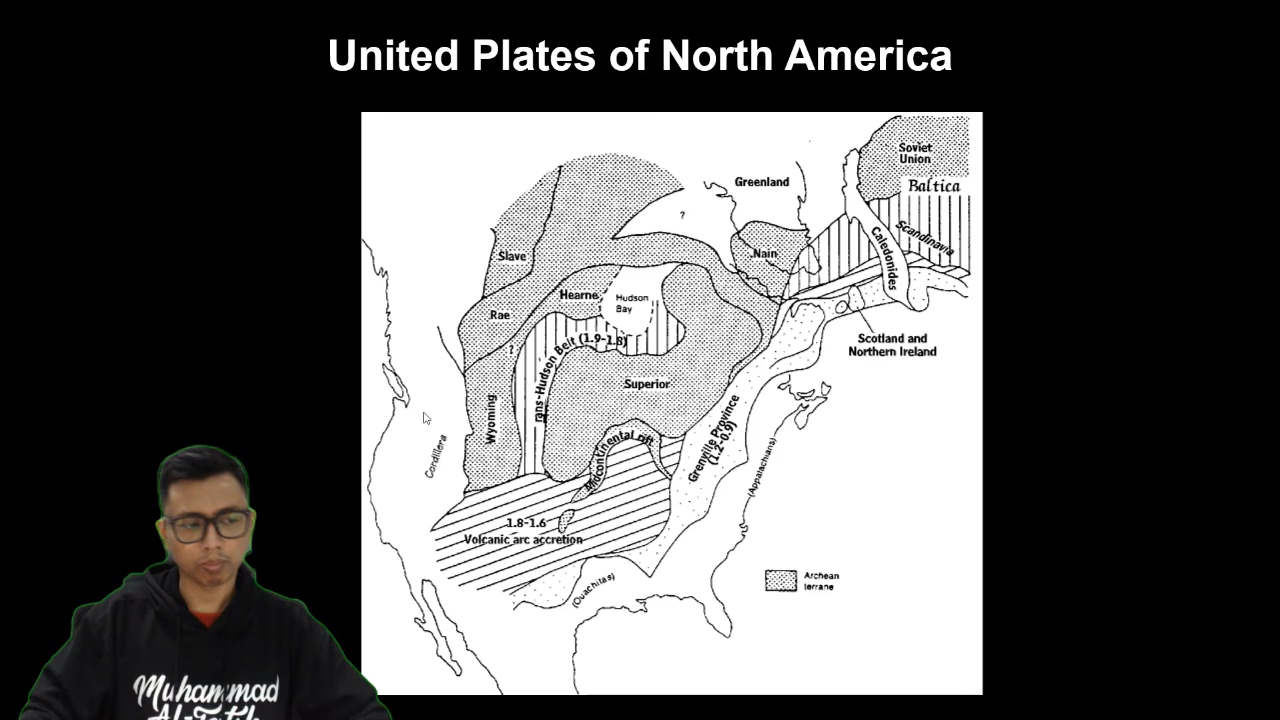 United Plates of North America
Soviet
Union
Baltica
Greenland
?
Scandinavia
Caledonides
Slave
Nain
Hearne
Hudson
Bay
Rae
?
Trans-Hudson Belt (1.9-1.8)
Scotland and
Northern Ireland
Superior
Wyoming
Cordillera
Midcontinental rift
Grenville Province
(1.2-0.9)
(Appalachians)
1.8-1.6
Volcanic arc accretion
(Ouachitas)
Archean
terrane
Muhammad
Al-Fatih